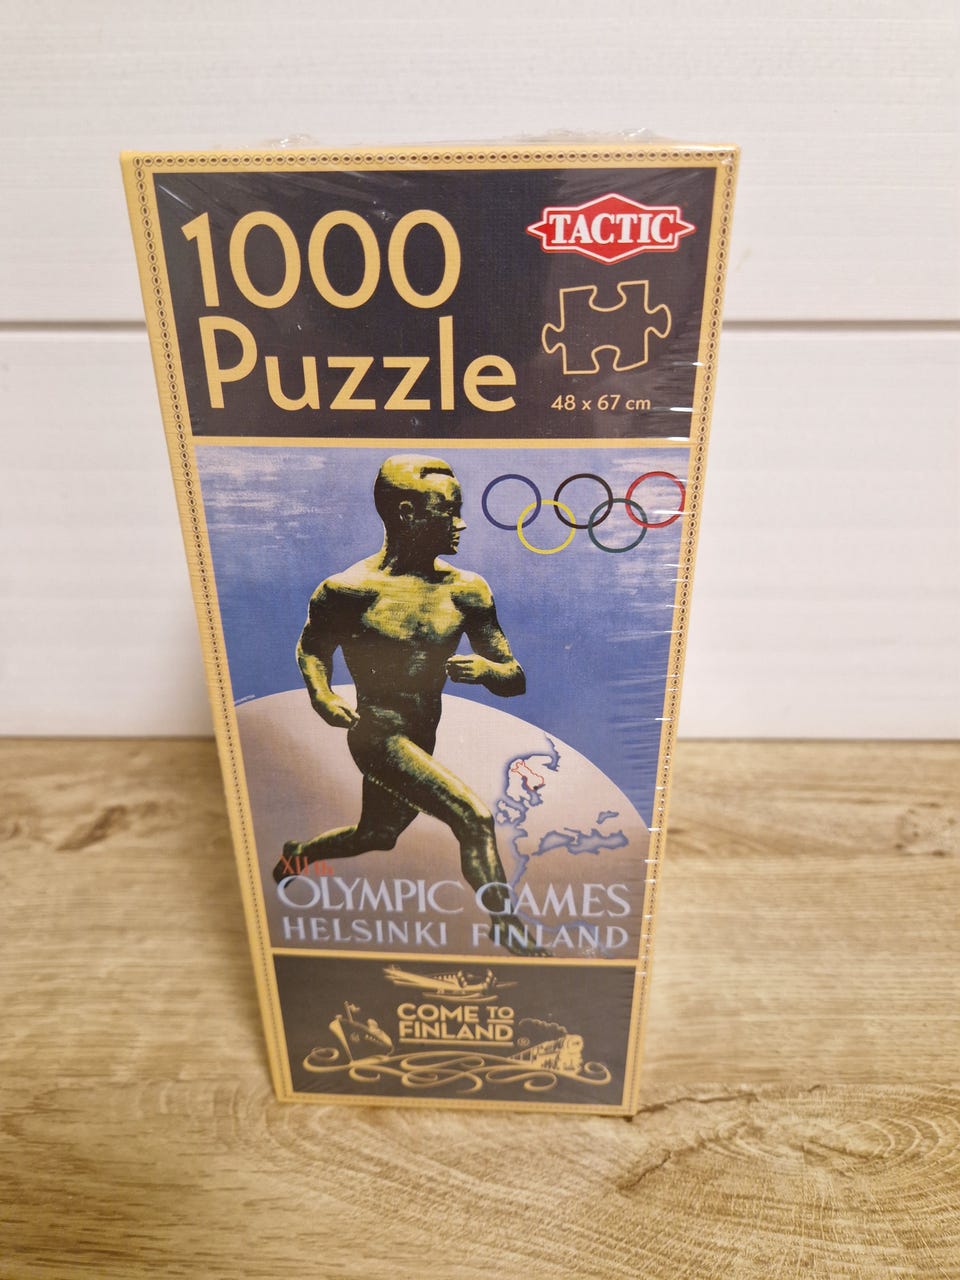 1000
Puzzle
TACTIC
48 x 67 cm
XIIth
OLYMPIC GAMES
HELSINKI FINLAND
COME TO
FINLAND
®